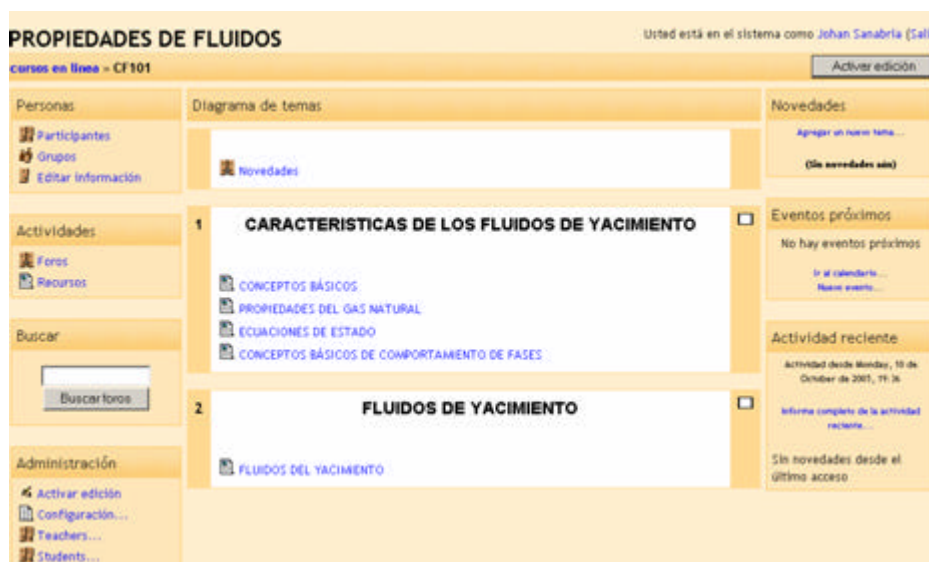 PROPIEDADES DE FLUIDOS
Usted está en el sistema como Johan Sanabria (Sali
cursos en línea » CF101
Activar edición
Personas
Participantes
Grupos
Editar información
Actividades
Foros
Recursos
Buscar
Buscar foros
Administración
Activar edición
Configuración...
Teachers...
Students...
Diagrama de temas
Novedades
1
CARACTERISTICAS DE LOS FLUIDOS DE YACIMIENTO
CONCEPTOS BÁSICOS
PROPIEDADES DEL GAS NATURAL
ECUACIONES DE ESTADO
CONCEPTOS BÁSICOS DE COMPORTAMIENTO DE FASES
2
FLUIDOS DE YACIMIENTO
FLUIDOS DEL YACIMIENTO
Novedades
Agregar un nuevo tema...
(Sin novedades aún)
Eventos próximos
No hay eventos próximos
Ir al calendario...
Nuevo evento...
Actividad reciente
Actividad desde Monday, 10 de
October de 2005, 19:36
Informe completo de la actividad
reciente...
Sin novedades desde el
último acceso